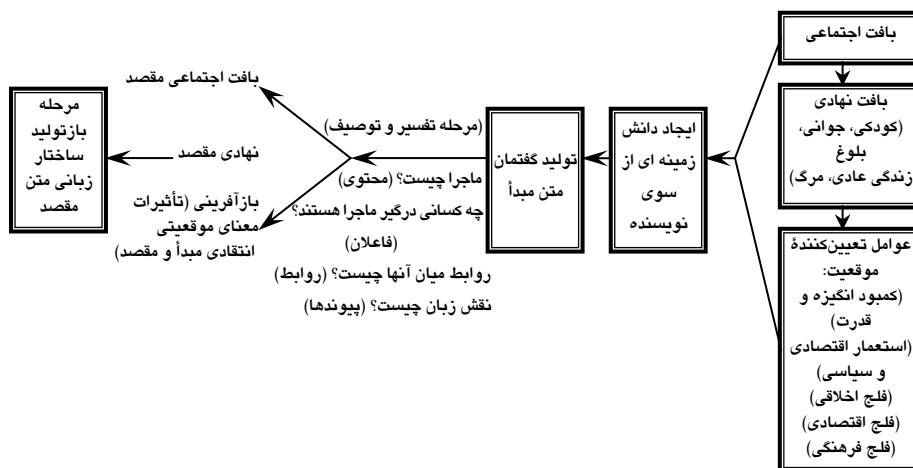 بافت اجتماعی
بافت نهادی
(کودکی، جوانی،
بلوغ
زندگی عادی، مرگ)
عوامل تعیین‌کنندۀ
موقعیت:
(کمبود انگیزه و
قدرت)
(استعمار اقتصادی
و سیاسی)
(فلج اخلاقی)
(فلج اقتصادی)
(فلج فرهنگی)
ایجاد دانش
زمینه ای از
سوی
نویسنده
تولید گفتمان
متن مبدأ
(مرحله تفسیر و توصیف)
ماجرا چیست؟ (محتوی)
چه کسانی درگیر ماجرا هستند؟
(فاعلان)
روابط میان آنها چیست؟ (روابط)
نقش زبان چیست؟ (پیوندها)
بافت اجتماعی مقصد
نهادی مقصد
بازآفرینی (تأثیرات
معنای موقعیتی
انتقادی مبدأ و مقصد)
مرحله
بازتولید
ساختار
زبانی متن
مقصد